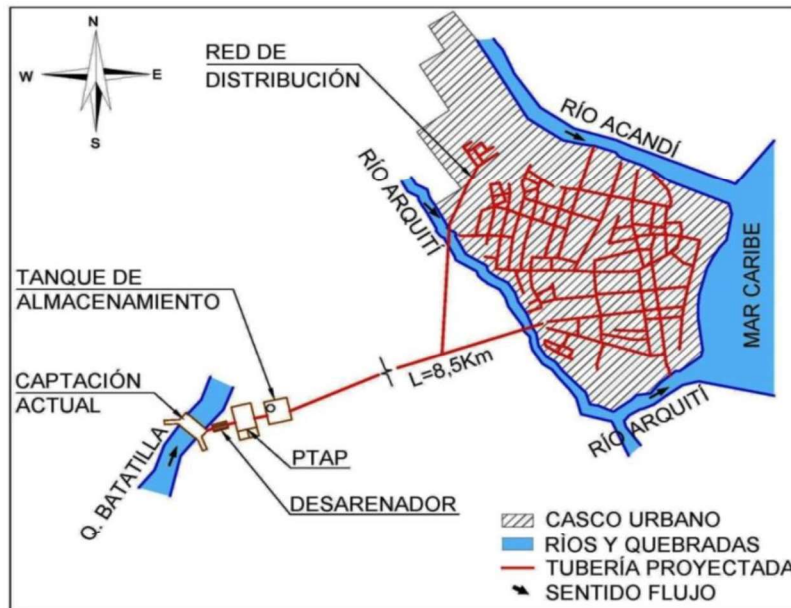 N
W
E
S
RED DE
DISTRIBUCIÓN
RÍO ACANDÍ
RÍO ARQUITÍ
MAR CARIBE
TANQUE DE
ALMACENAMIENTO
L=8,5Km
CAPTACIÓN
ACTUAL
RÍO ARQUITÍ
Q. BATATILLA
PTAP
DESARENADOR
CASCO URBANO
RÌOS Y QUEBRADAS
TUBERÍA PROYECTADA
SENTIDO FLUJO